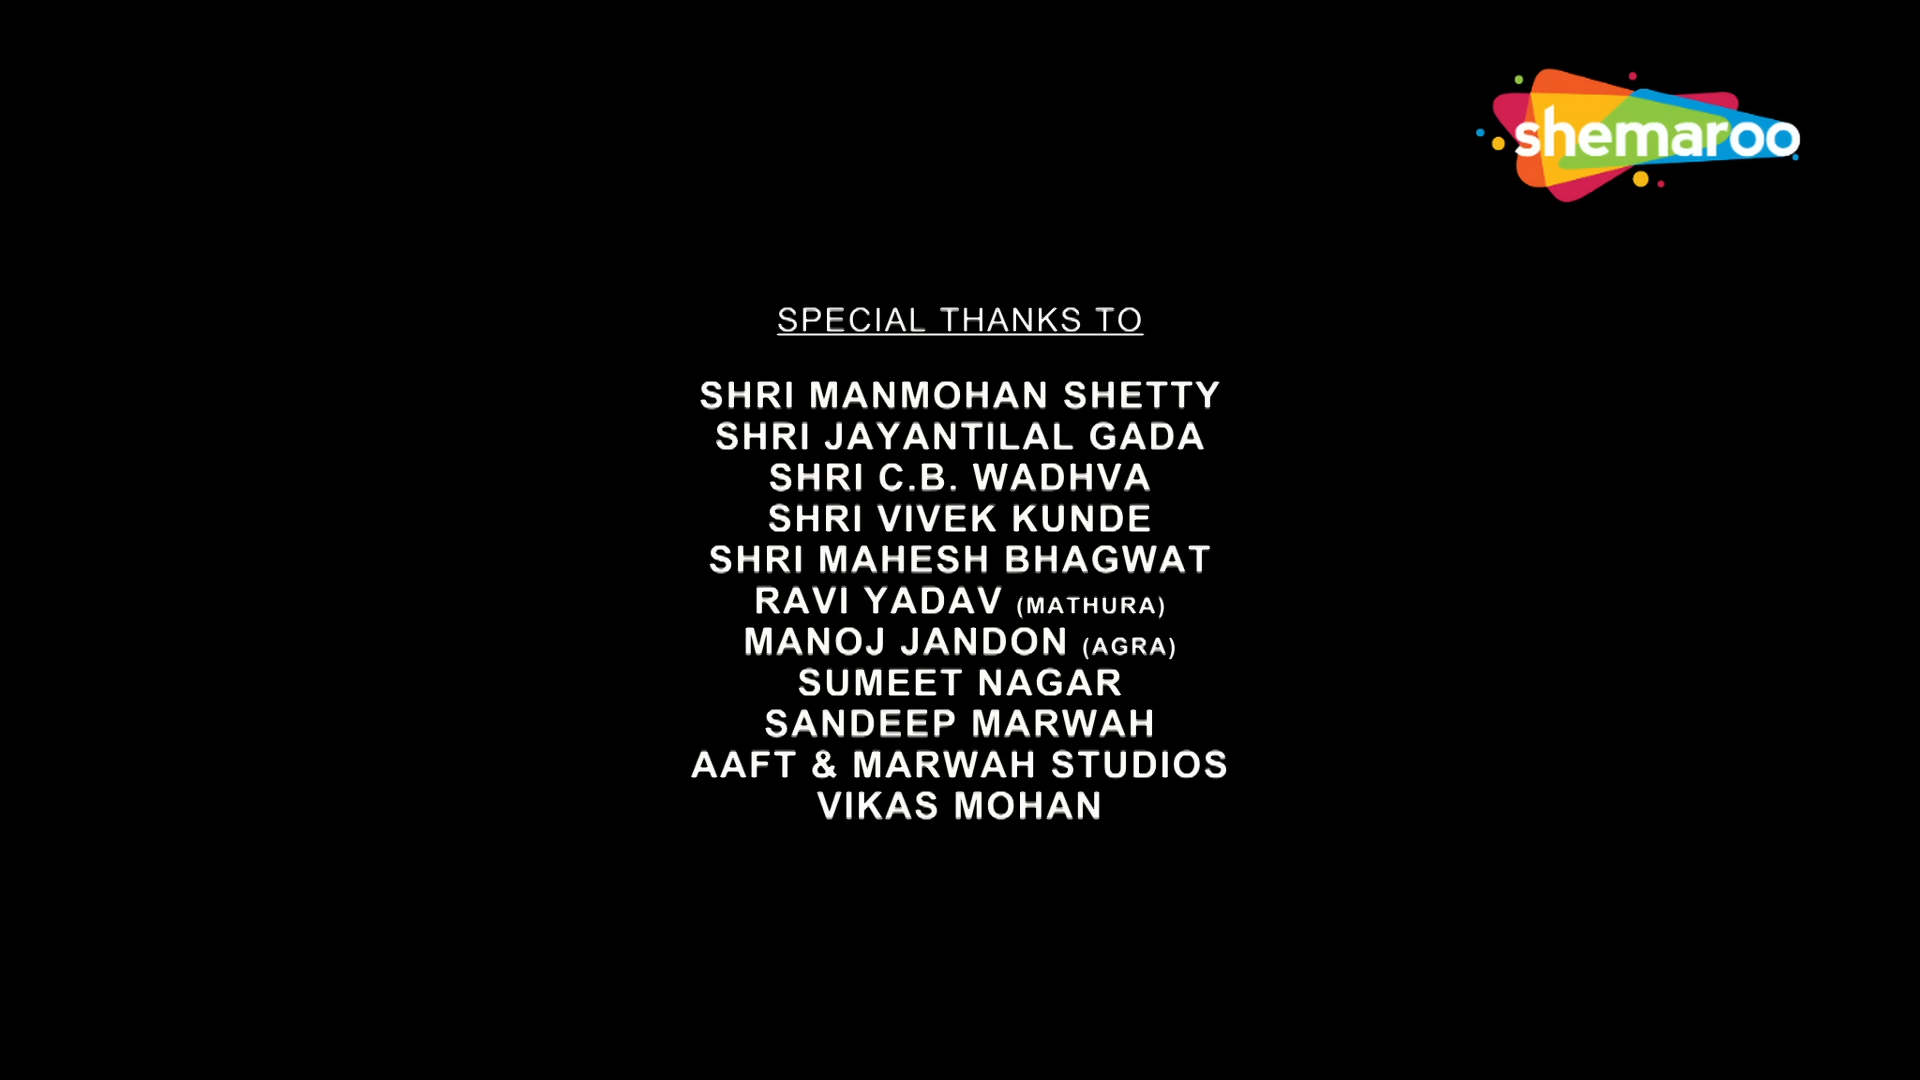 shemaroo
SPECIAL THANKS TO
SHRI MANMOHAN SHETTY
SHRI JAYANTILAL GADA
SHRI C.B. WADHVA
SHRI VIVEK KUNDE
SHRI MAHESH BHAGWAT
RAVI YADAV (MATHURA)
MANOJ JANDON (AGRA)
SUMEET NAGAR
SANDEEP MARWAH
AAFT & MARWAH STUDIOS
VIKAS MOHAN